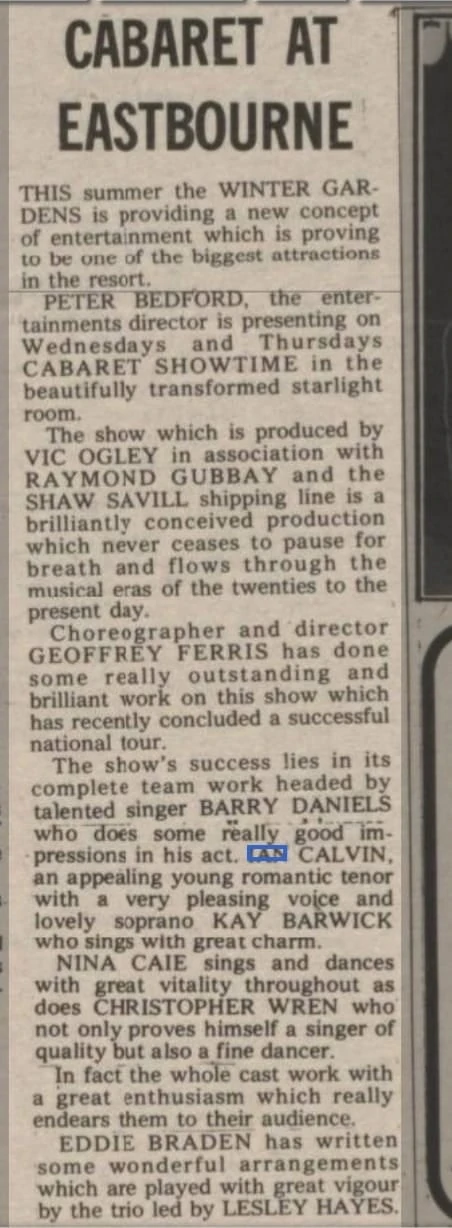 CABARET AT
EASTBOURNE
THIS summer the WINTER GAR-
DENS is providing a new concept
of entertainment which is proving
to be one of the biggest attractions
in the resort.
PETER BEDFORD, the enter-
tainments director is presenting on
Wednesdays and Thursdays
CABARET SHOWTIME in the
beautifully transformed starlight
room.
The show which is produced by
VIC OGLEY in association with
RAYMOND GUBBAY and the
SHAW SAVILL shipping line is a
brilliantly conceived production
which never ceases to pause for
breath and flows through the
musical eras of the twenties to the
present day.
Choreographer and director
GEOFFREY FERRIS has done
some really outstanding and
brilliant work on this show which
has recently concluded a successful
national tour.
The show's success lies in its
complete team work headed by
talented singer BARRY DANIELS
who does some really good im-
pressions in his act. IAN CALVIN,
an appealing young romantic tenor
with a very pleasing voice and
lovely soprano KAY BARWICK
who sings with great charm.
NINA CAIE sings and dances
with great vitality throughout as
does CHRISTOPHER WREN who
not only proves himself a singer of
quality but also a fine dancer.
In fact the whole cast work with
a great enthusiasm which really
endears them to their audience.
EDDIE BRADEN has written
some wonderful arrangements
which are played with great vigour
by the trio led by LESLEY HAYES.